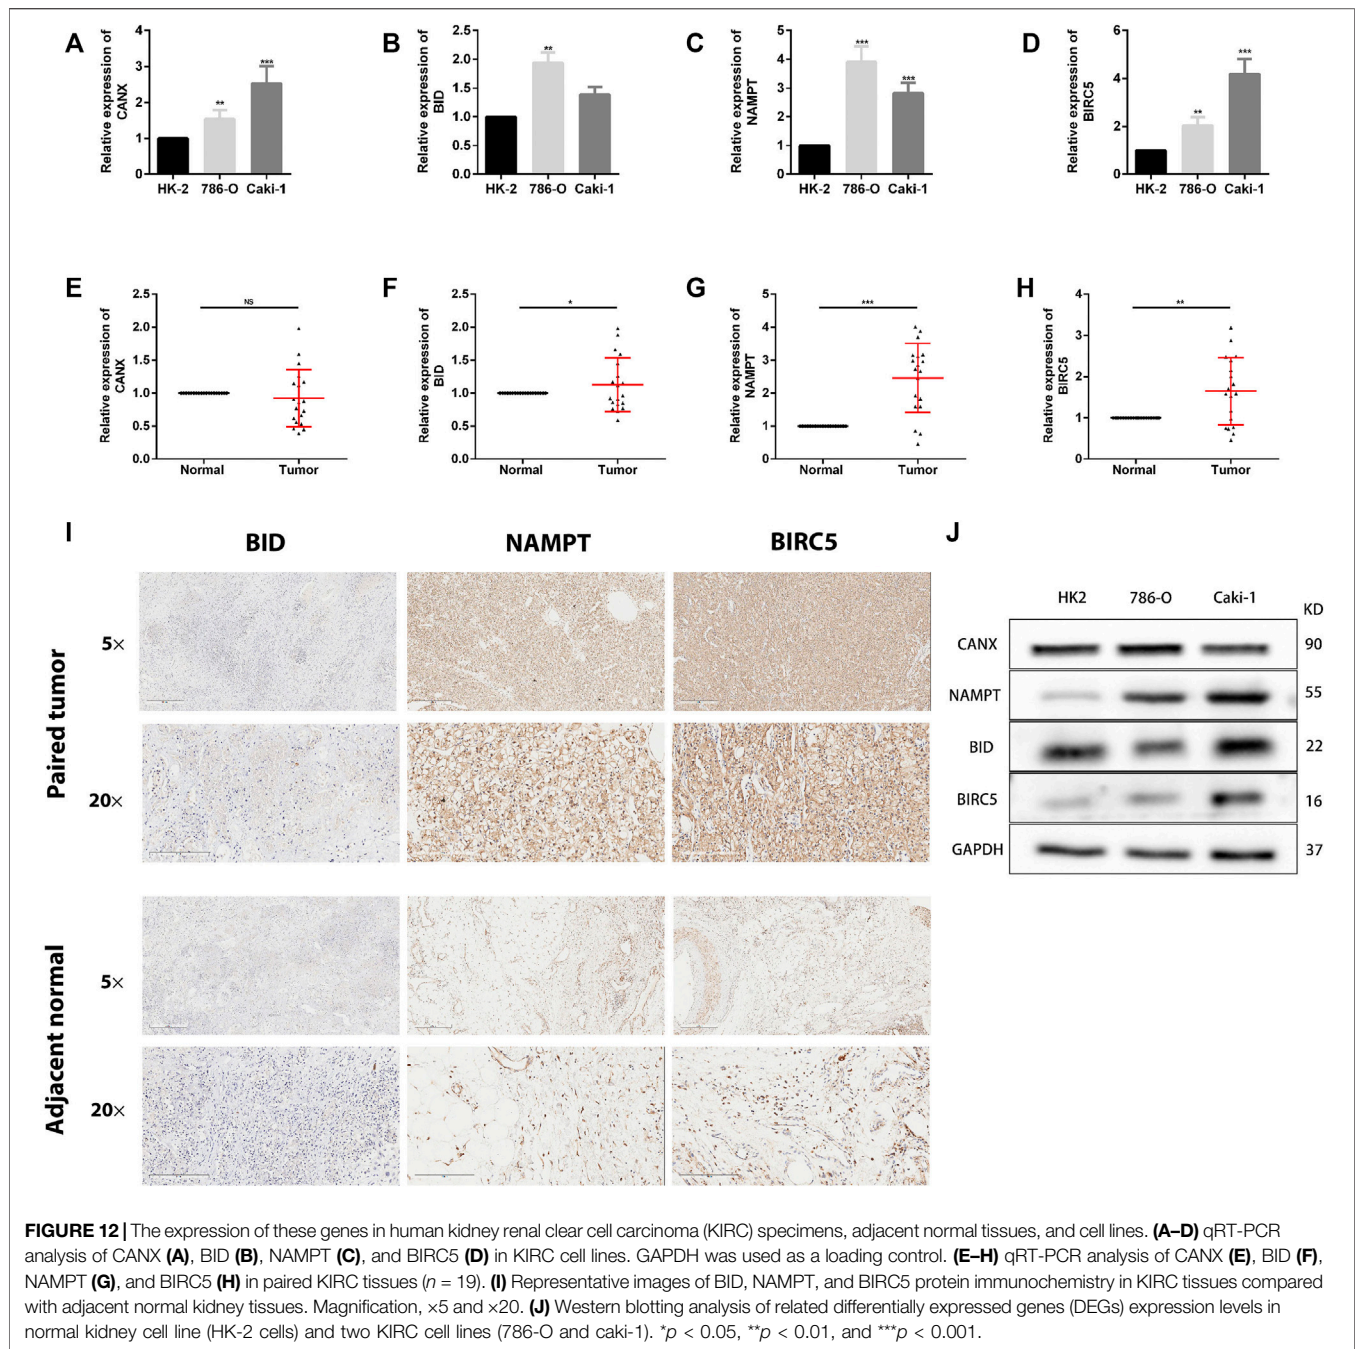 A
Relative expression of
CANX
4
3
2
1
0
**
***
HK-2 786-O Caki-1
B
Relative expression of
BID
2.5
2.0
1.5
1.0
0.5
0.0
**
HK-2 786-O Caki-1
C
Relative expression of
NAMPT
5
4
3
2
1
0
***
***
HK-2 786-O Caki-1
D
Relative expression of
BIRC5
6
4
2
0
**
***
HK-2 786-O Caki-1
E
Relative expression of
CANX
2.5
2.0
1.5
1.0
0.5
0.0
NS
Normal Tumor
F
Relative expression of
BID
2.5
2.0
1.5
1.0
0.5
0.0
*
Normal Tumor
G
Relative expression of
NAMPT
5
4
3
2
1
0
***
Normal Tumor
H
Relative expression of
BIRC5
4
3
2
1
0
**
Normal Tumor
I
BID NAMPT BIRC5
Paired tumor
5×
20×
Adjacent normal
5×
20×
J
HK2 786-O Caki-1 KD
CANX 90
NAMPT 55
BID 22
BIRC5 16
GAPDH 37
FIGURE 12 | The expression of these genes in human kidney renal clear cell carcinoma (KIRC) specimens, adjacent normal tissues, and cell lines. (A–D) qRT-PCR
analysis of CANX (A), BID (B), NAMPT (C), and BIRC5 (D) in KIRC cell lines. GAPDH was used as a loading control. (E–H) qRT-PCR analysis of CANX (E), BID (F),
NAMPT (G), and BIRC5 (H) in paired KIRC tissues (n = 19). (I) Representative images of BID, NAMPT, and BIRC5 protein immunochemistry in KIRC tissues compared
with adjacent normal kidney tissues. Magnification, ×5 and ×20. (J) Western blotting analysis of related differentially expressed genes (DEGs) expression levels in
normal kidney cell line (HK-2 cells) and two KIRC cell lines (786-O and caki-1). *p < 0.05, **p < 0.01, and ***p < 0.001.